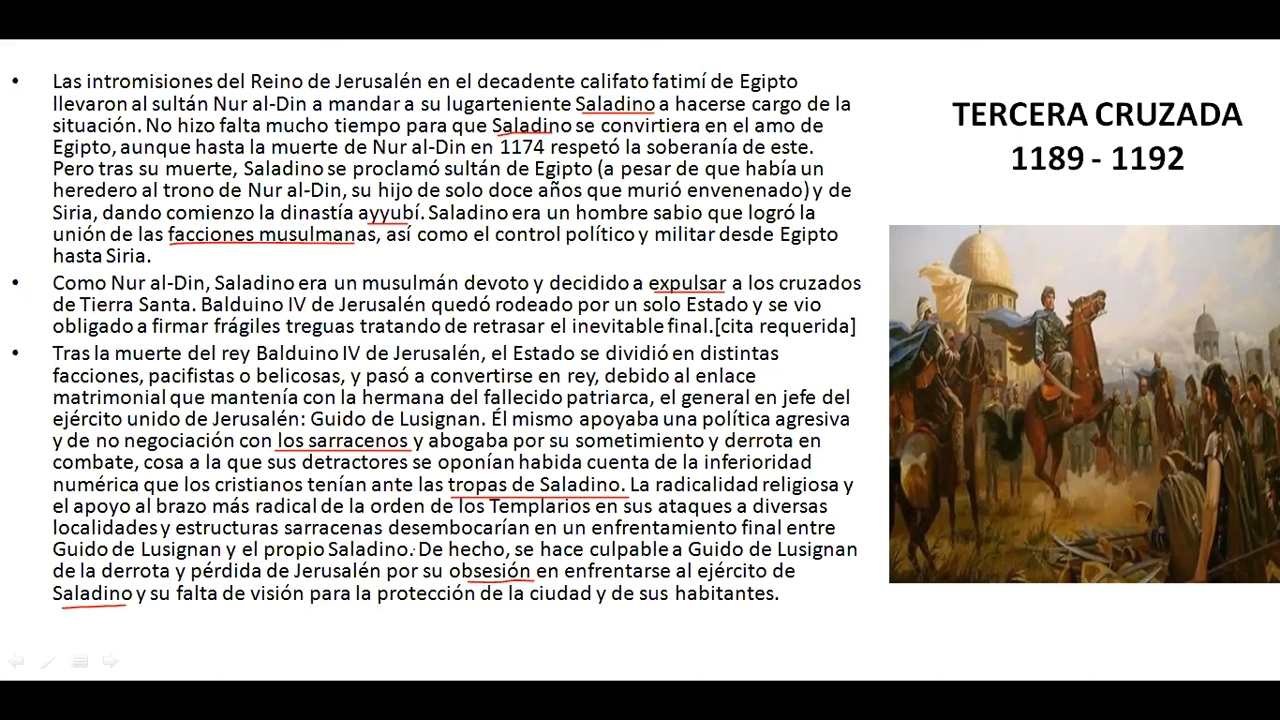 Las intromisiones del Reino de Jerusalén en el decadente califato fatimí de Egipto
llevaron al sultán Nur al-Din a mandar a su lugarteniente Saladino a hacerse cargo de la
situación. No hizo falta mucho tiempo para que Saladino se convirtiera en el amo de
Egipto, aunque hasta la muerte de Nur al-Din en 1174 respetó la soberanía de este.
Pero tras su muerte, Saladino se proclamó sultán de Egipto (a pesar de que había un
heredero al trono de Nur al-Din, su hijo de solo doce años que murió envenenado) y de
Siria, dando comienzo la dinastía ayyubí. Saladino era un hombre sabio que logró la
unión de las facciones musulmanas, así como el control político y militar desde Egipto
hasta Siria.
Como Nur al-Din, Saladino era un musulmán devoto y decidido a expulsar a los cruzados
de Tierra Santa. Balduino IV de Jerusalén quedó rodeado por un solo Estado y se vio
obligado a firmar frágiles treguas tratando de retrasar el inevitable final.[cita requerida]
Tras la muerte del rey Balduino IV de Jerusalén, el Estado se dividió en distintas
facciones, pacifistas o belicosas, y pasó a convertirse en rey, debido al enlace
matrimonial que mantenía con la hermana del fallecido patriarca, el general en jefe del
ejército unido de Jerusalén: Guido de Lusignan. Él mismo apoyaba una política agresiva
y de no negociación con los sarracenos y abogaba por su sometimiento y derrota en
combate, cosa a la que sus detractores se oponían habida cuenta de la inferioridad
numérica que los cristianos tenían ante las tropas de Saladino. La radicalidad religiosa y
el apoyo al brazo más radical de la orden de los Templarios en sus ataques a diversas
localidades y estructuras sarracenas desembocarían en un enfrentamiento final entre
Guido de Lusignan y el propio Saladino. De hecho, se hace culpable a Guido de Lusignan
de la derrota y pérdida de Jerusalén por su obsesión en enfrentarse al ejército de
Saladino y su falta de visión para la protección de la ciudad y de sus habitantes.
TERCERA CRUZADA
1189 - 1192